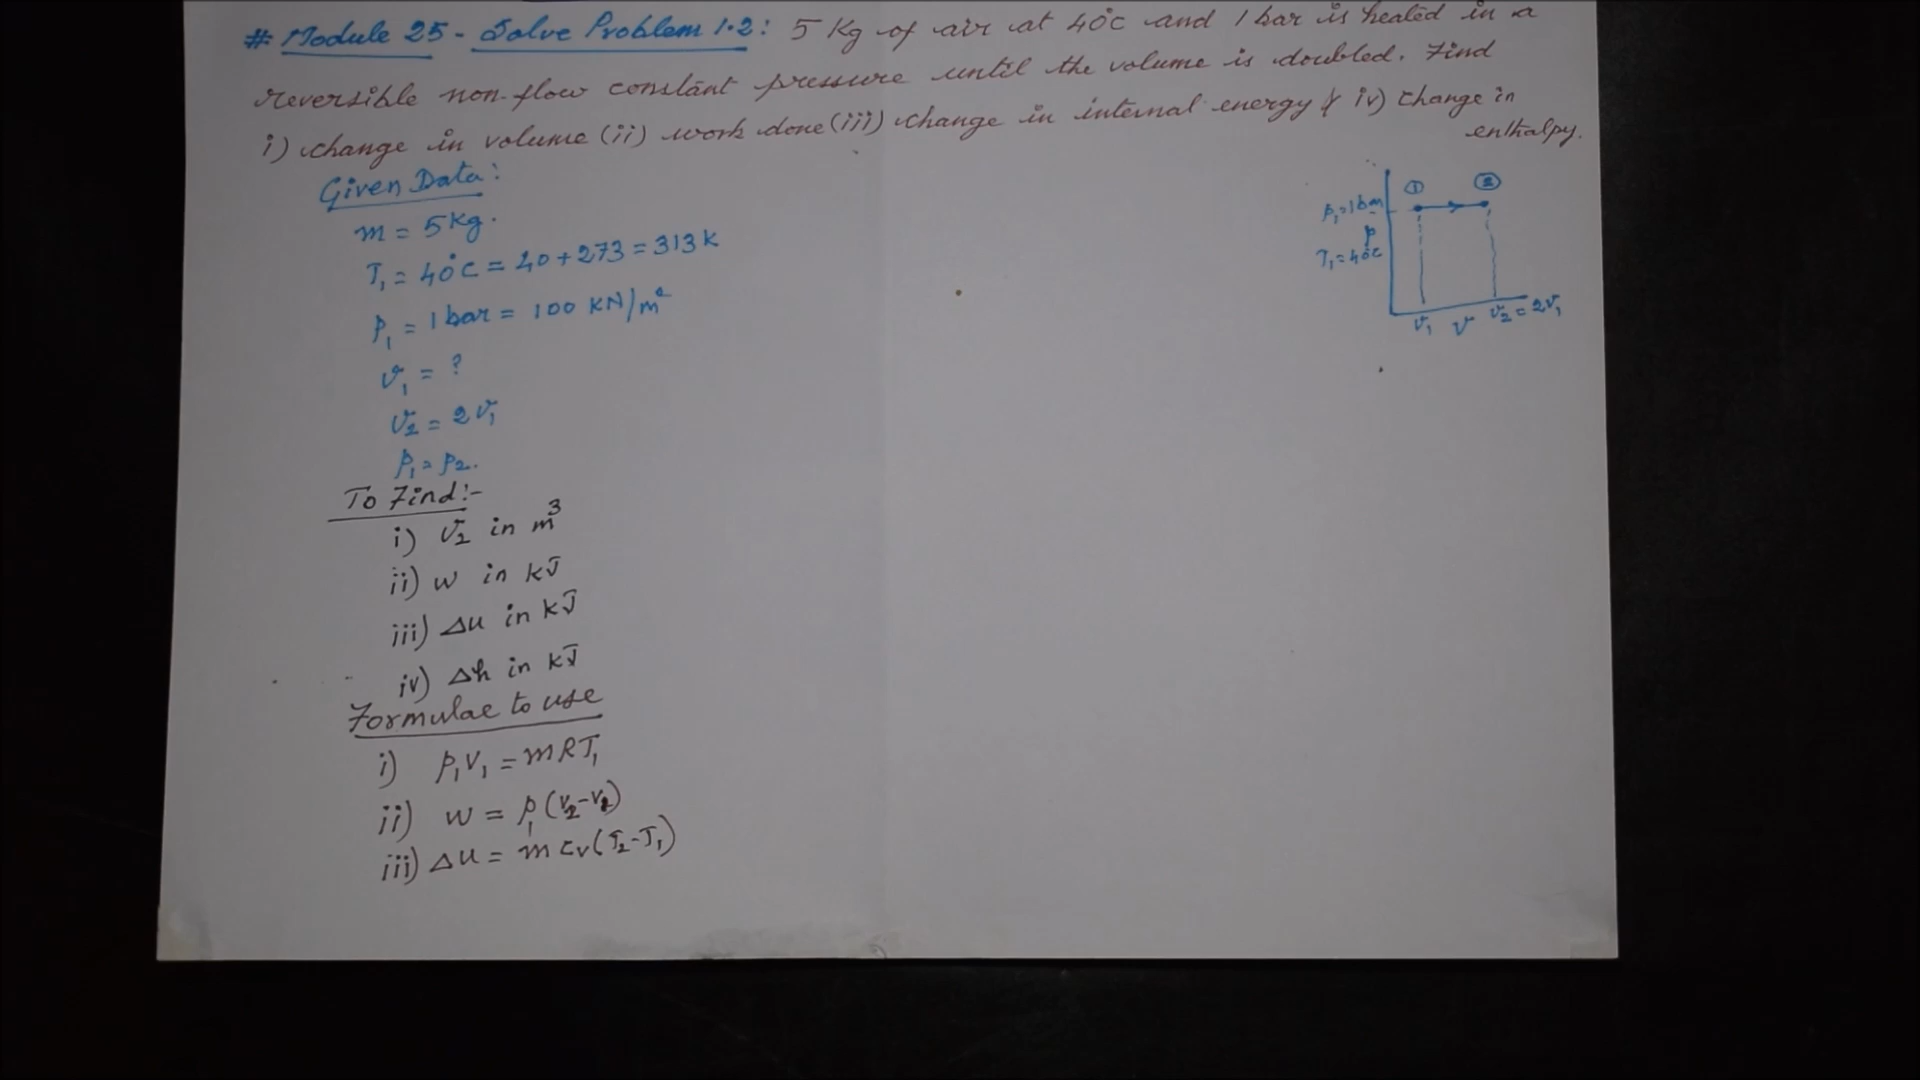 # Module 25 - Solve Problem 1.2: 5 Kg of air at 40°C and 1 bar is heated in a
reversible non-flow constant pressure until the volume is doubled. Find
i) change in volume (ii) work done (iii) change in internal energy & iv) change in
enthalpy.
Given Data:
m = 5 Kg.
T₁ = 40°C = 40 + 273 = 313 K
P₁ = 1 bar = 100 KN/m²
V₁ = ?
V₂ = 2V₁
P₁ = P₂.
To Find:-
i) V₂ in m³
ii) W in kJ
iii) Δu in kJ
iv) Δh in kJ
Formulae to use
i) P₁V₁ = mRT₁
ii) W = P₁(V₂-V₂)
iii) Δu = m Cv(T₂-T₁)
① ②
P₁=1bar
P
T₁=40°C
V₁ V V₂ = 2V₁